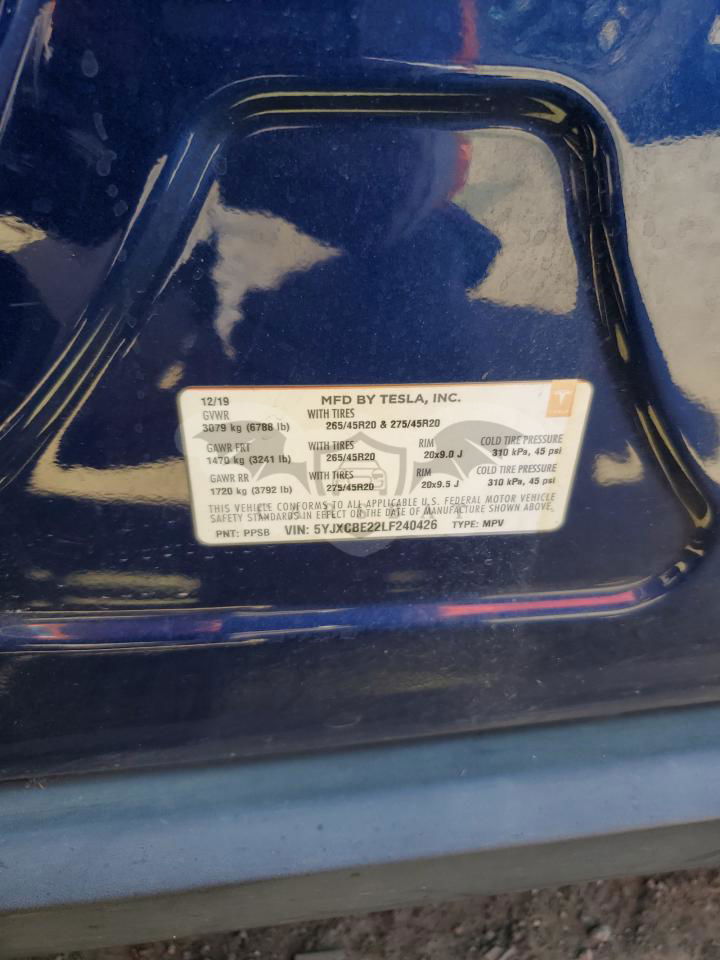 12/19 MFD BY TESLA, INC.
GVWR WITH TIRES
3079 kg (6788 lb) 265/45R20 & 275/45R20
GAWR FRT WITH TIRES RIM COLD TIRE PRESSURE
1470 kg (3241 lb) 265/45R20 20x9.0 J 310 kPa, 45 psi
GAWR RR WITH TIRES RIM COLD TIRE PRESSURE
1720 kg (3792 lb) 275/45R20 20x9.5 J 310 kPa, 45 psi
THIS VEHICLE CONFORMS TO ALL APPLICABLE U.S. FEDERAL MOTOR VEHICLE
SAFETY STANDARDS IN EFFECT ON THE DATE OF MANUFACTURE SHOWN ABOVE.
PNT: PPSB VIN: 5YJXCBE22LF240426 TYPE: MPV